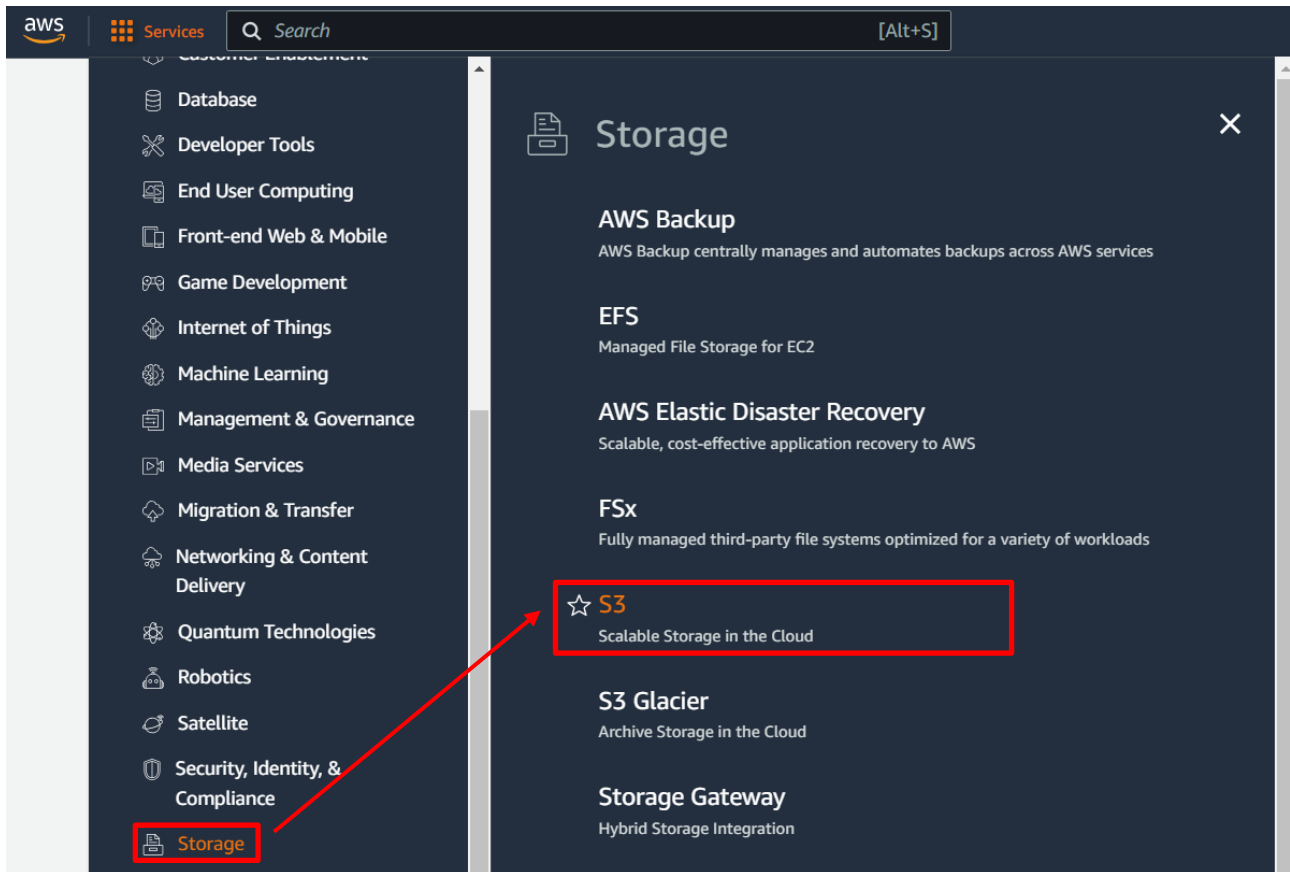 aws
Services
Search
[Alt+S]
Customer Enablement
Database
Developer Tools
End User Computing
Front-end Web & Mobile
Game Development
Internet of Things
Machine Learning
Management & Governance
Media Services
Migration & Transfer
Networking & Content
Delivery
Quantum Technologies
Robotics
Satellite
Security, Identity, &
Compliance
Storage
Storage
AWS Backup
AWS Backup centrally manages and automates backups across AWS services
EFS
Managed File Storage for EC2
AWS Elastic Disaster Recovery
Scalable, cost-effective application recovery to AWS
FSx
Fully managed third-party file systems optimized for a variety of workloads
S3
Scalable Storage in the Cloud
S3 Glacier
Archive Storage in the Cloud
Storage Gateway
Hybrid Storage Integration